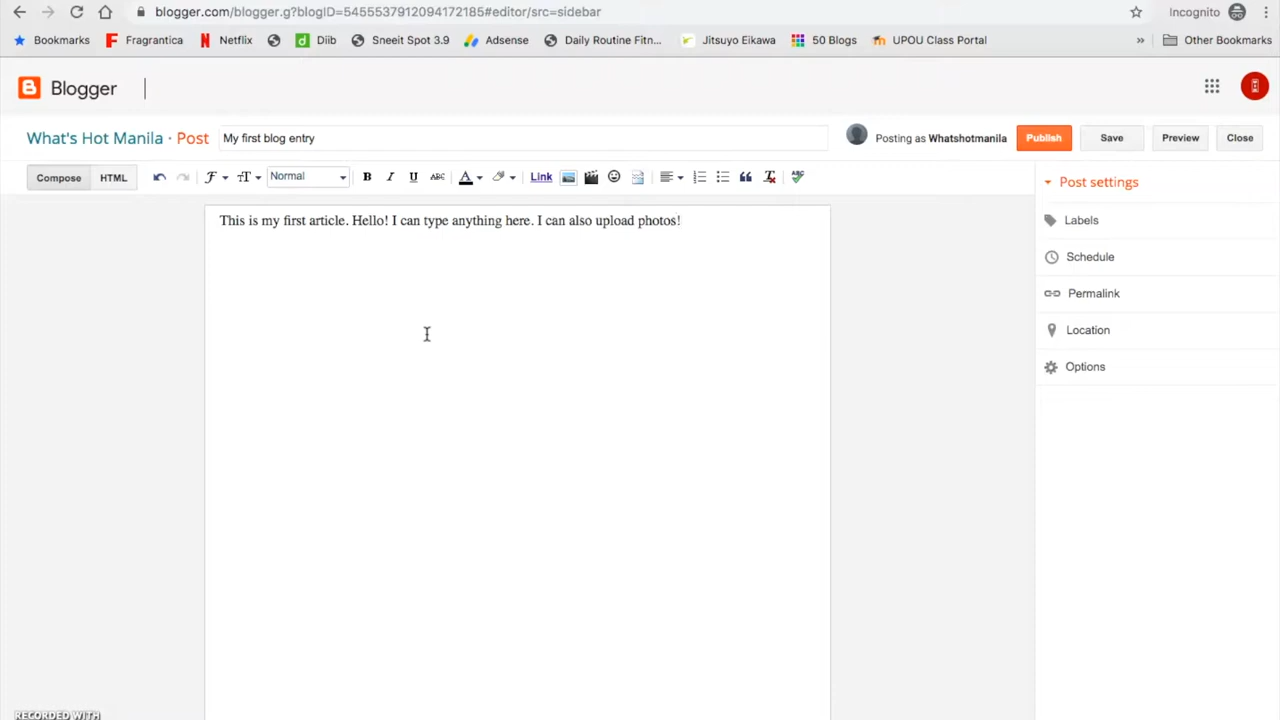 blogger.com/blogger.g?blogID=5455537912094172185#editor/src=sidebar Incognito
Bookmarks Fragrantica Netflix Diib Sneeit Spot 3.9 Adsense Daily Routine Fitn... Jitsuyo Eikawa 50 Blogs UPOU Class Portal » Other Bookmarks
Blogger
What's Hot Manila · Post My first blog entry Posting as Whatshotmanila Publish Save Preview Close
Compose HTML Normal B I U ABC A Link ABC
Post settings
This is my first article. Hello! I can type anything here. I can also upload photos!
Labels
Schedule
Permalink
Location
Options
RECORDED WITH